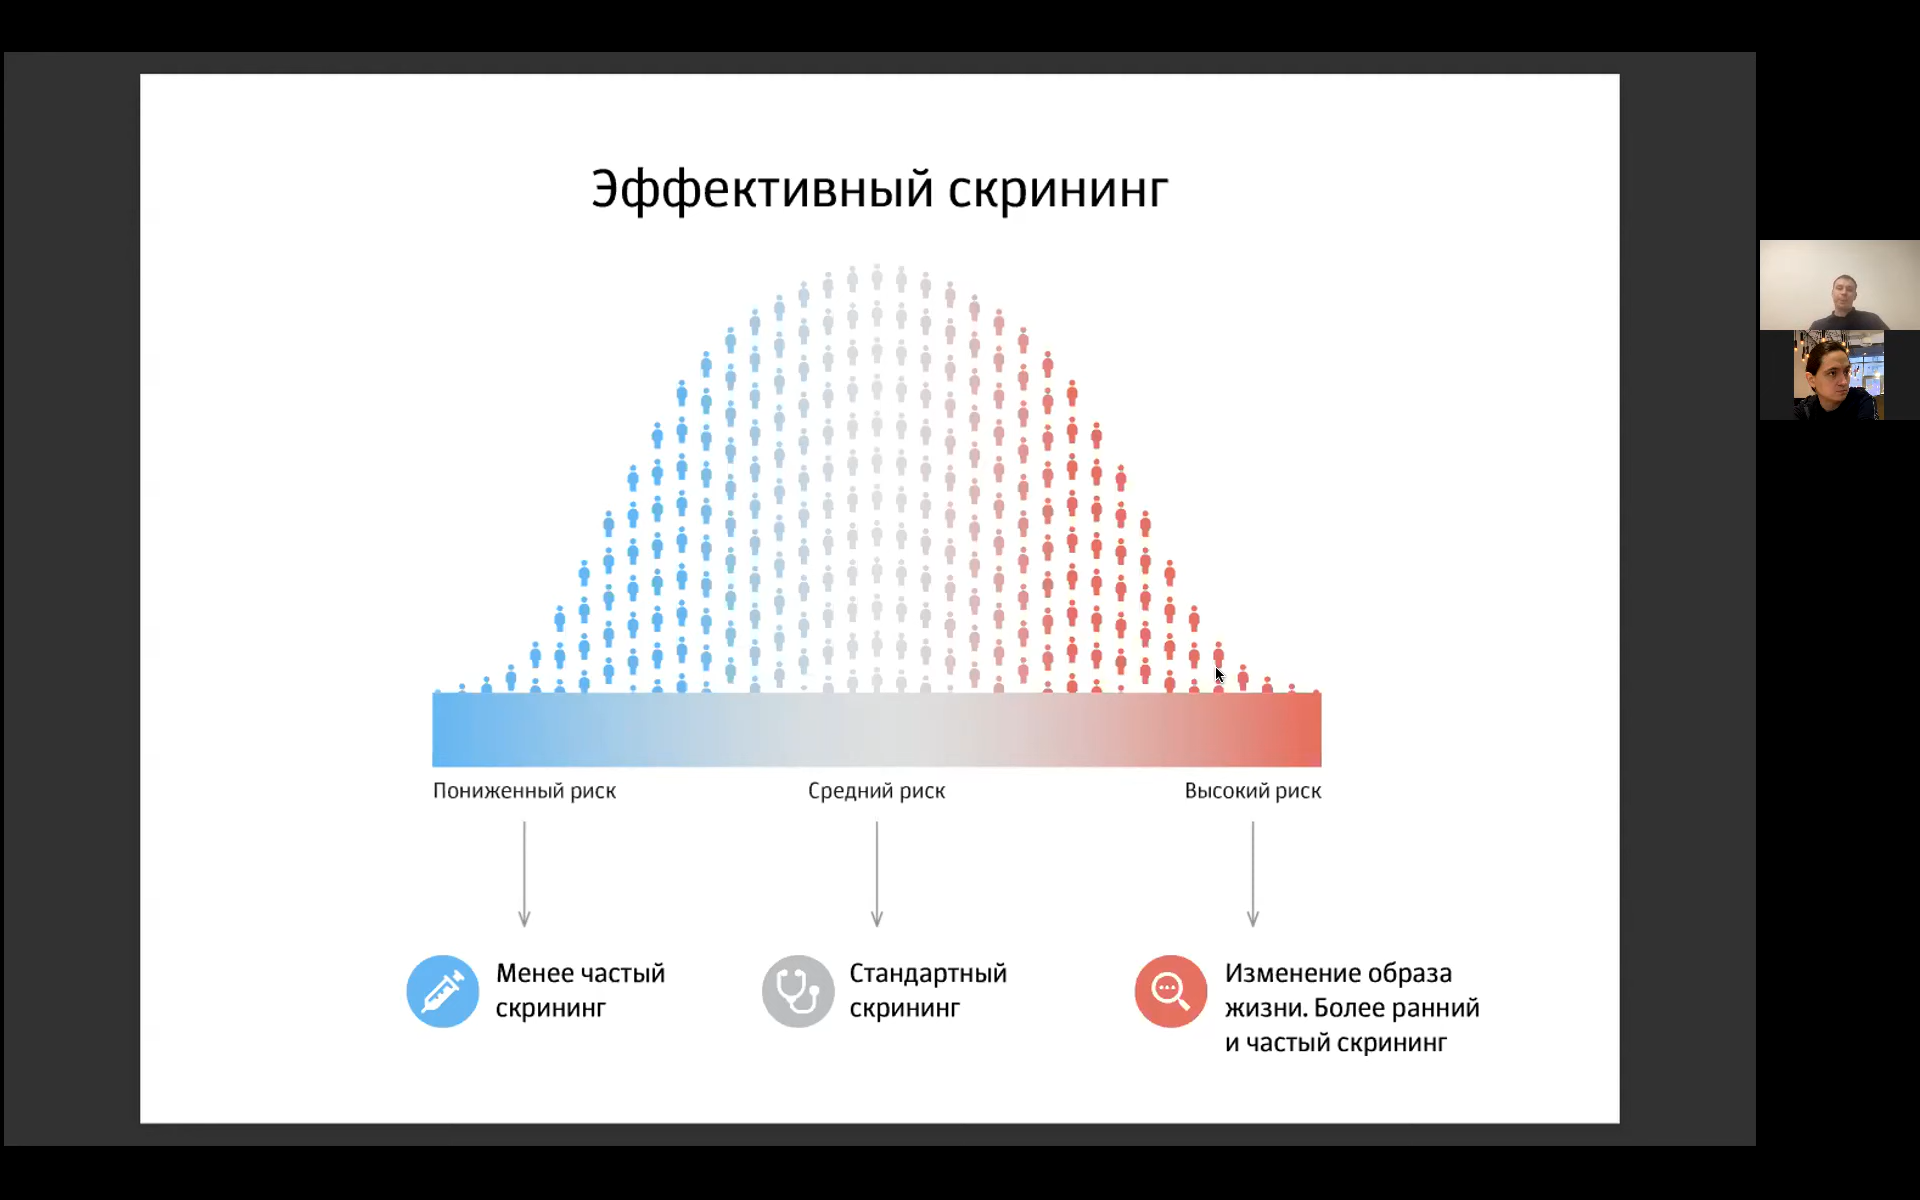 Эффективный скрининг
Пониженный риск
Средний риск
Высокий риск
Менее частый
скрининг
Стандартный
скрининг
Изменение образа
жизни. Более ранний
и частый скрининг